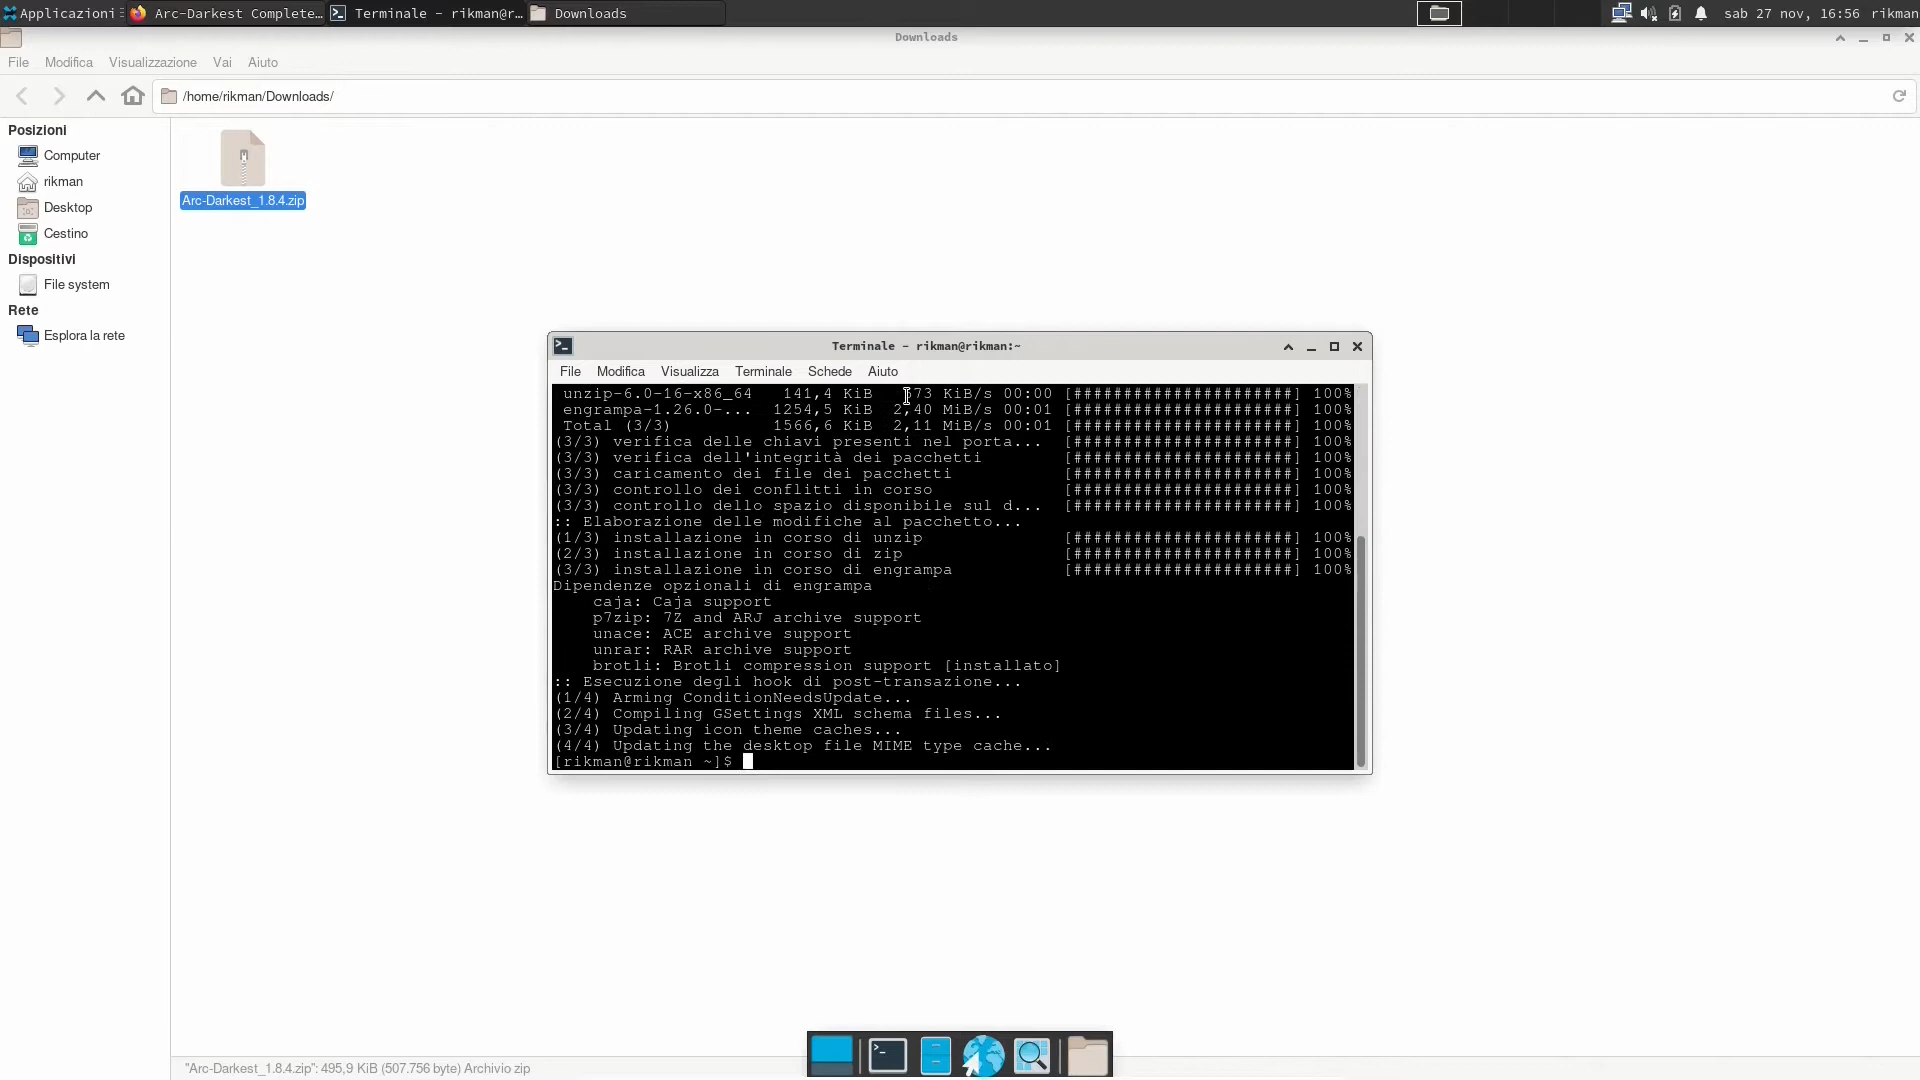 Applicazioni
Arc-Darkest Complete...
Terminale - rikman@r...
Downloads
sab 27 nov, 16:56
rikman
Downloads
File Modifica Visualizzazione Vai Aiuto
/home/rikman/Downloads/
Posizioni
Computer
rikman
Desktop
Cestino
Dispositivi
File system
Rete
Esplora la rete
Arc-Darkest_1.8.4.zip
Terminale - rikman@rikman:~
File Modifica Visualizza Terminale Schede Aiuto
unzip-6.0-16-x86_64 141,4 KiB 673 KiB/s 00:00 [######################] 100%
engrampa-1.26.0-... 1254,5 KiB 2,40 MiB/s 00:01 [######################] 100%
Total (3/3) 1566,6 KiB 2,11 MiB/s 00:01 [######################] 100%
(3/3) verifica delle chiavi presenti nel porta... [######################] 100%
(3/3) verifica dell'integrità dei pacchetti [######################] 100%
(3/3) caricamento dei file dei pacchetti [######################] 100%
(3/3) controllo dei conflitti in corso [######################] 100%
(3/3) controllo dello spazio disponibile sul d... [######################] 100%
:: Elaborazione delle modifiche al pacchetto...
(1/3) installazione in corso di unzip [######################] 100%
(2/3) installazione in corso di zip [######################] 100%
(3/3) installazione in corso di engrampa [######################] 100%
Dipendenze opzionali di engrampa
caja: Caja support
p7zip: 7Z and ARJ archive support
unace: ACE archive support
unrar: RAR archive support
brotli: Brotli compression support [installato]
:: Esecuzione degli hook di post-transazione...
(1/4) Arming ConditionNeedsUpdate...
(2/4) Compiling GSettings XML schema files...
(3/4) Updating icon theme caches...
(4/4) Updating the desktop file MIME type cache...
[rikman@rikman ~]$
"Arc-Darkest_1.8.4.zip": 495,9 KiB (507.756 byte) Archivio zip